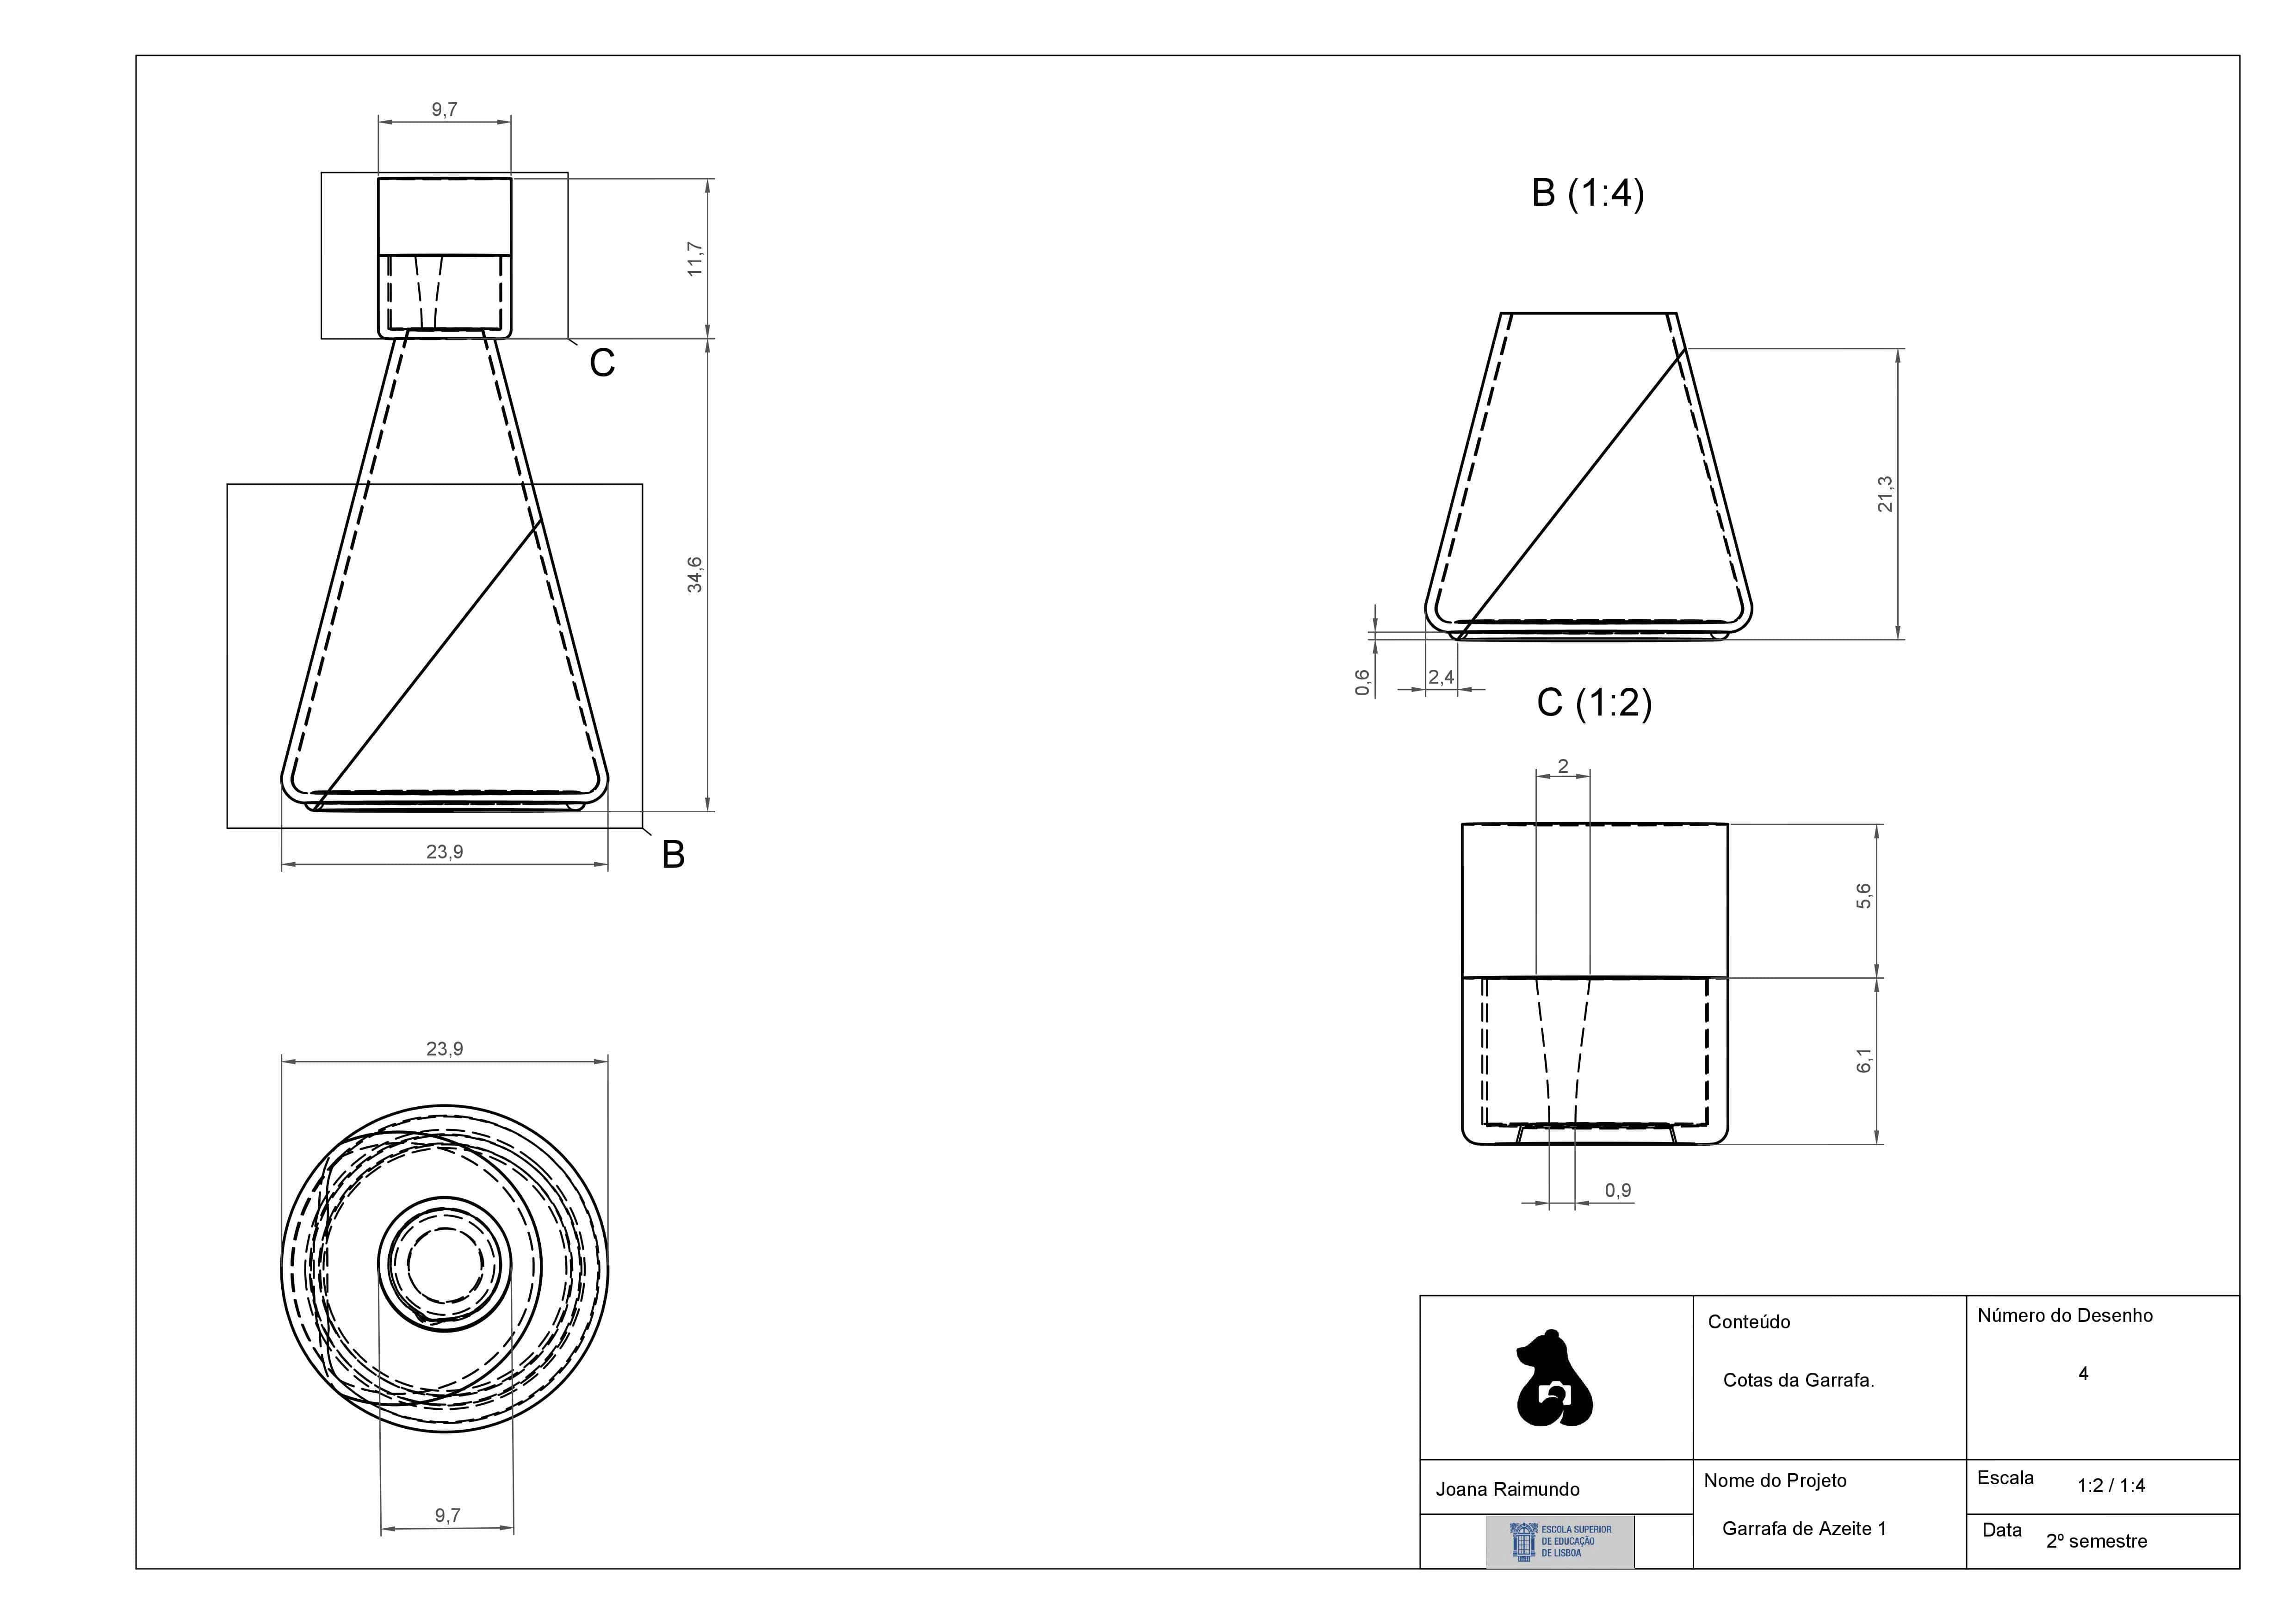 9,7
11,7
C
34,6
23,9
B
23,9
9,7
B (1:4)
21,3
0,6
2,4
C (1:2)
2
5,6
6,1
0,9
Conteúdo
Cotas da Garrafa.
Número do Desenho
4
Joana Raimundo
Nome do Projeto
Garrafa de Azeite 1
Escala 1:2 / 1:4
Data 2º semestre
ESCOLA SUPERIOR
DE EDUCAÇÃO
DE LISBOA